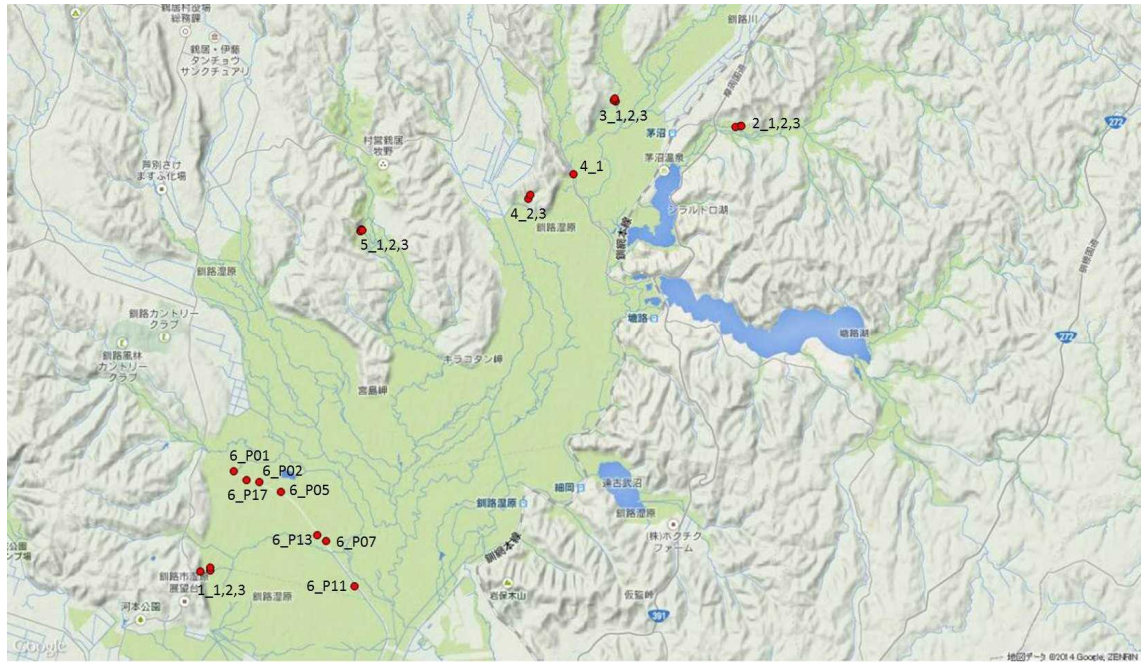 鶴居村役場
総務課
釧路川
鶴居・伊藤
タンチョウ
サンクチュアリ
摩周国道
3_1,2,3
2_1,2,3
272
茅沼
村営鶴居
牧野
茅沼温泉
芦別さけ
ますふ化場
4_1
シラルトロ湖
4_2,3
釧路湿原
釧網本線
5_1,2,3
釧路湿原
釧路カントリー
クラブ
塘路
塘路湖
272
釧路風林
カントリー
クラブ
キラコタン岬
宮島岬
6_P01
6_P02
6_P17
6_P05
細岡
達古武沼
釧路湿原
釧路湿原
6_P13
6_P07
(株)ホクチク
ファーム
釧網本線
釧路市湿原
展望台
1_1,2,3
6_P11
釧路湿原
岩保木山
河本公園
391
Google
地図データ ©2014 Google, ZENRIN